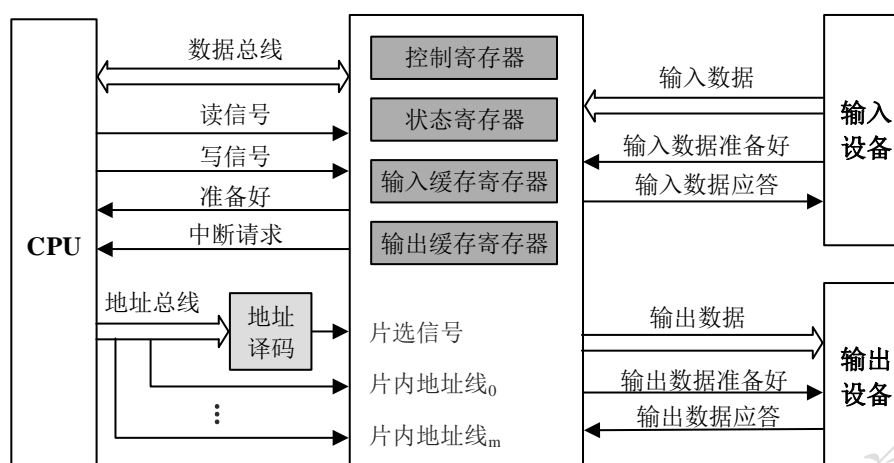 数据总线
控制寄存器
输入数据
读信号
状态寄存器
输入
设备
写信号
输入数据准备好
准备好
输入缓存寄存器
输入数据应答
中断请求
输出缓存寄存器
CPU
地址总线
地址
译码
片选信号
输出数据
输出
设备
片内地址线0
输出数据准备好
输出数据应答
片内地址线m